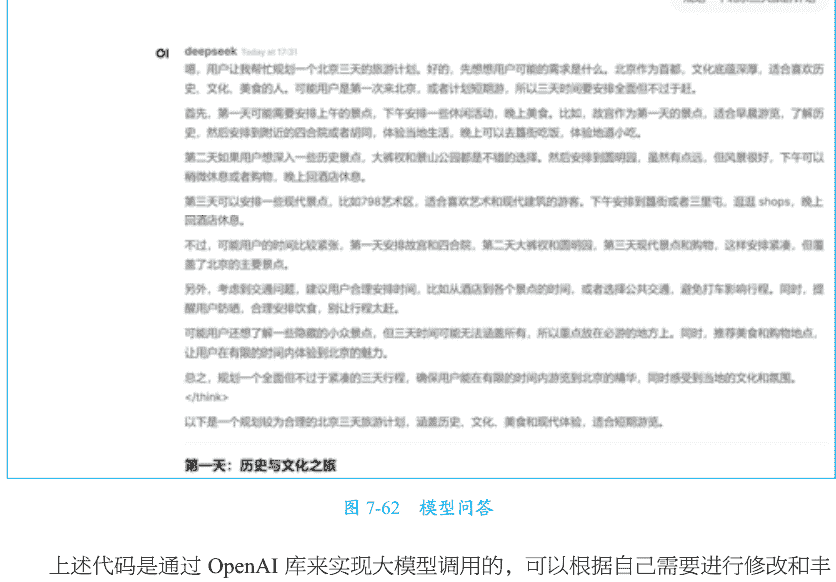 deepseek Today at 17:31
嗯，用户让我帮忙规划一个北京三天的旅游计划。好的，先想想用户可能的需求是什么。北京作为首都，文化底蕴深厚，适合喜欢历
史、文化、美食的人。可能用户是第一次来北京，或者计划短期游，所以三天时间要安排全面但不过于赶。
首先，第一天可能需要安排上午的景点，下午安排一些休闲活动，晚上美食。比如，故宫作为第一天的景点，适合早晨游览，了解历
史，然后安排到附近的四合院或者胡同，体验当地生活，晚上可以去簋街吃饭，体验地道小吃。
第二天如果用户想深入一些历史景点，大裤衩和景山公园都是不错的选择。然后安排到圆明园，虽然有点远，但风景很好，下午可以
稍微休息或者购物，晚上回酒店休息。
第三天可以安排一些现代景点，比如798艺术区，适合喜欢艺术和现代建筑的游客。下午安排到簋街或者三里屯，逛逛 shops，晚上
回酒店休息。
不过，可能用户的时间比较紧张，第一天安排故宫和四合院，第二天大裤衩和圆明园，第三天现代景点和购物，这样安排紧凑，但覆
盖了北京的主要景点。
另外，考虑到交通问题，建议用户合理安排时间，比如从酒店到各个景点的时间，或者选择公共交通，避免打车影响行程。同时，提
醒用户防晒，合理安排饮食，别让行程太赶。
可能用户还想了解一些隐藏的小众景点，但三天时间可能无法涵盖所有，所以重点放在必游的地方上。同时，推荐美食和购物地点，
让用户在有限的时间内体验到北京的魅力。
总之，规划一个全面但不过于紧凑的三天行程，确保用户能在有限的时间内游览到北京的精华，同时感受到当地的文化和氛围。
</think>
以下是一个规划较为合理的北京三天旅游计划，涵盖历史、文化、美食和现代体验，适合短期游览。
第一天：历史与文化之旅
图 7-62 模型问答
上述代码是通过 OpenAI 库来实现大模型调用的，可以根据自己需要进行修改和丰